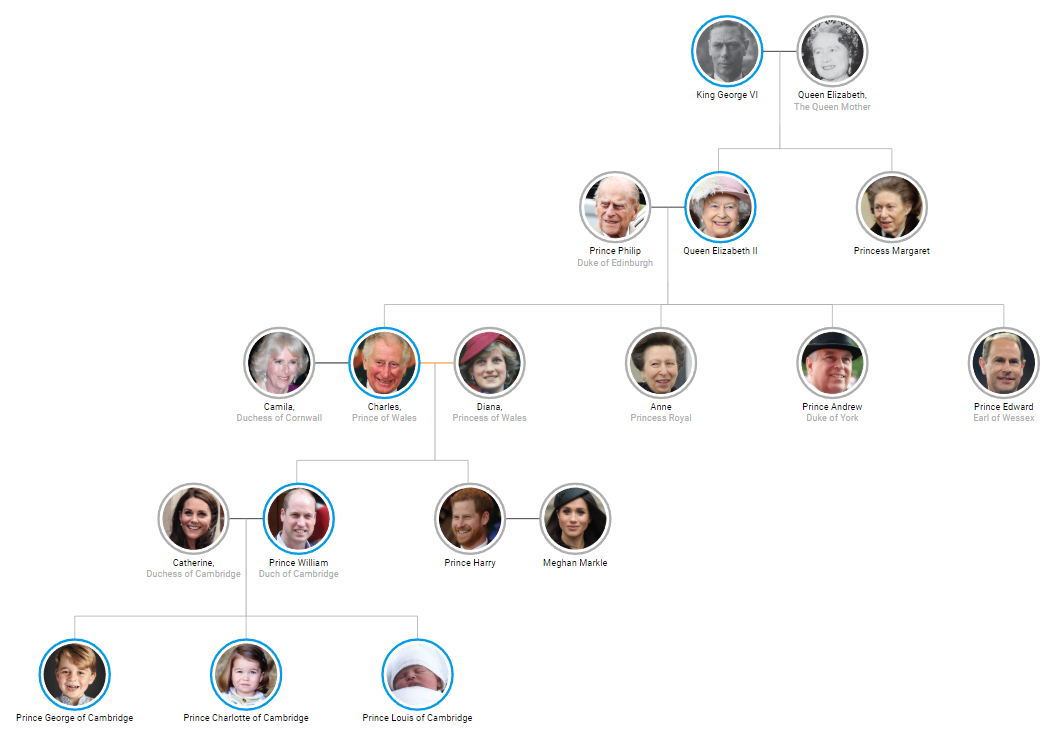 King George VI
Queen Elizabeth,
The Queen Mother
Prince Philip
Duke of Edinburgh
Queen Elizabeth II
Princess Margaret
Camila,
Duchess of Cornwall
Charles,
Prince of Wales
Diana,
Princess of Wales
Anne
Princess Royal
Prince Andrew
Duke of York
Prince Edward
Earl of Wessex
Catherine,
Duchess of Cambridge
Prince William
Duch of Cambridge
Prince Harry
Meghan Markle
Prince George of Cambridge
Prince Charlotte of Cambridge
Prince Louis of Cambridge